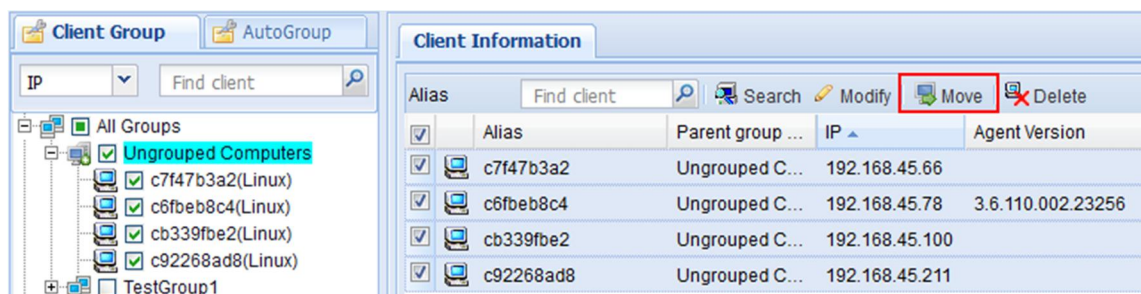 Client Group AutoGroup
IP Find client
All Groups
Ungrouped Computers
c7f47b3a2(Linux)
c6fbeb8c4(Linux)
cb339fbe2(Linux)
c92268ad8(Linux)
TestGroup1
Client Information
Alias Find client Search Modify Move Delete
Alias Parent group ... IP Agent Version
c7f47b3a2 Ungrouped C... 192.168.45.66
c6fbeb8c4 Ungrouped C... 192.168.45.78 3.6.110.002.23256
cb339fbe2 Ungrouped C... 192.168.45.100
c92268ad8 Ungrouped C... 192.168.45.211